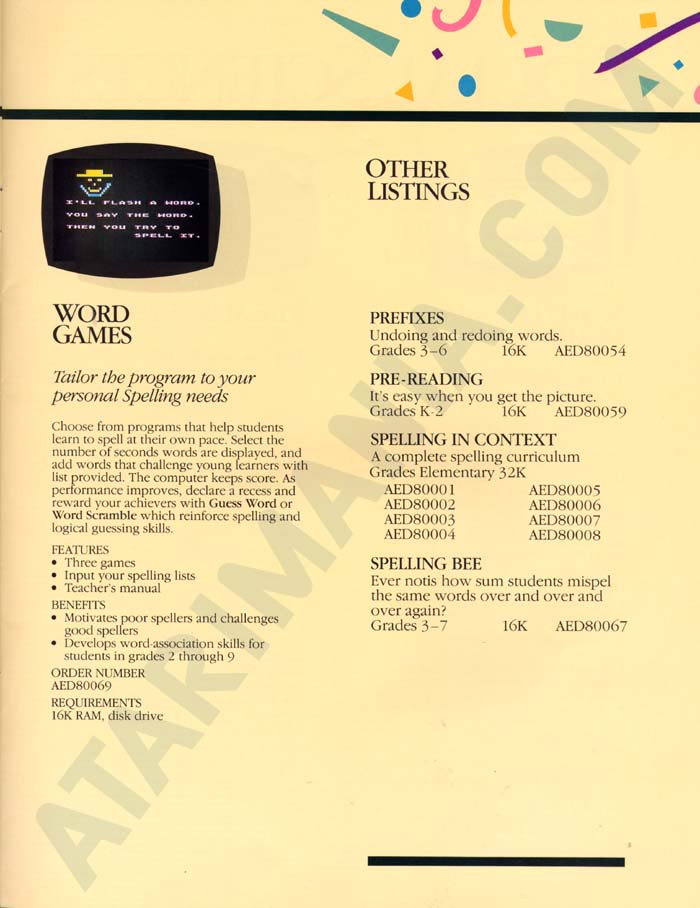 I'LL FLASH A WORD.
YOU SAY THE WORD.
THEN YOU TRY TO
SPELL IT.
WORD
GAMES
Tailor the program to your
personal Spelling needs
Choose from programs that help students
learn to spell at their own pace. Select the
number of seconds words are displayed, and
add words that challenge young learners with
list provided. The computer keeps score. As
performance improves, declare a recess and
reward your achievers with Guess Word or
Word Scramble which reinforce spelling and
logical guessing skills.
FEATURES
• Three games
• Input your spelling lists
• Teacher's manual
BENEFITS
• Motivates poor spellers and challenges
good spellers
• Develops word-association skills for
students in grades 2 through 9
ORDER NUMBER
AED80069
REQUIREMENTS
16K RAM, disk drive
OTHER
LISTINGS
PREFIXES
Undoing and redoing words.
Grades 3–6 16K AED80054
PRE-READING
It's easy when you get the picture.
Grades K-2 16K AED80059
SPELLING IN CONTEXT
A complete spelling curriculum
Grades Elementary 32K
AED80001 AED80005
AED80002 AED80006
AED80003 AED80007
AED80004 AED80008
SPELLING BEE
Ever notis how sum students mispel
the same words over and over and
over again?
Grades 3–7 16K AED80067
ATARIMANIA.COM